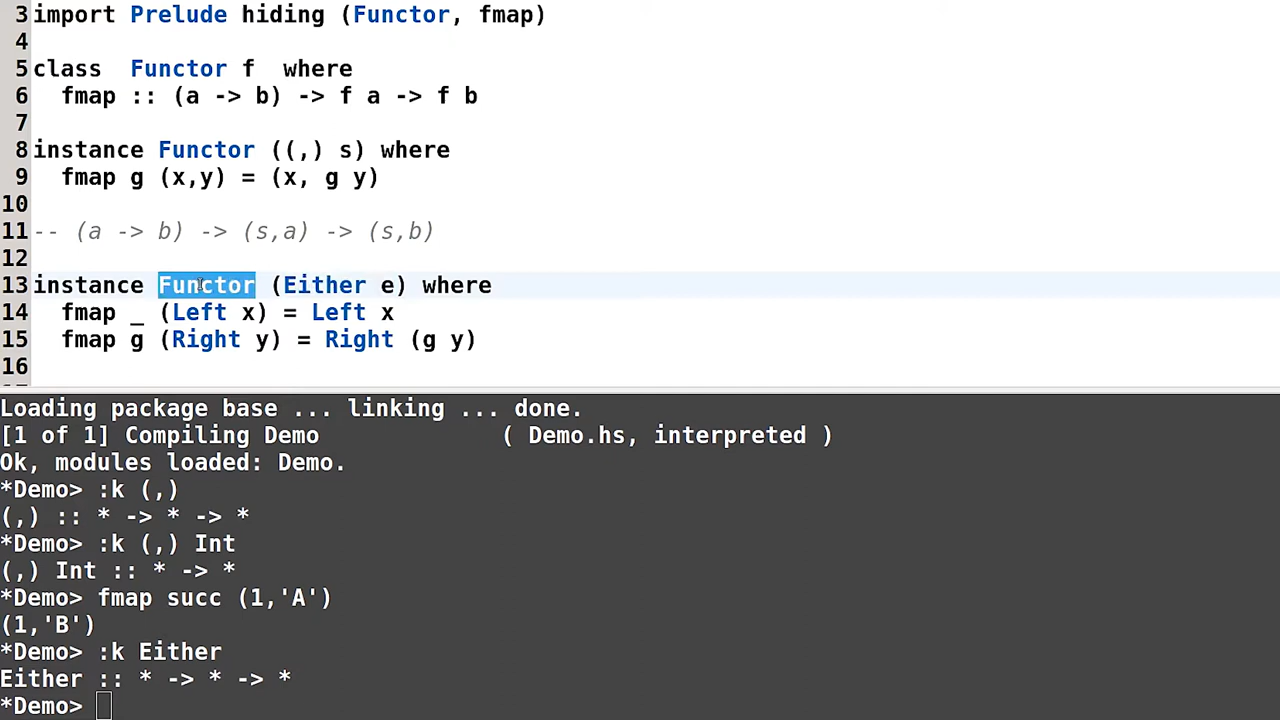 3 import Prelude hiding (Functor, fmap)
4
5 class  Functor f  where
6   fmap :: (a -> b) -> f a -> f b
7
8 instance Functor ((,) s) where
9   fmap g (x,y) = (x, g y)
10
11 -- (a -> b) -> (s,a) -> (s,b)
12
13 instance Functor (Either e) where
14   fmap _ (Left x) = Left x
15   fmap g (Right y) = Right (g y)
16
Loading package base ... linking ... done.
[1 of 1] Compiling Demo             ( Demo.hs, interpreted )
Ok, modules loaded: Demo.
*Demo> :k (,)
(,) :: * -> * -> *
*Demo> :k (,) Int
(,) Int :: * -> *
*Demo> fmap succ (1,'A')
(1,'B')
*Demo> :k Either
Either :: * -> * -> *
*Demo>